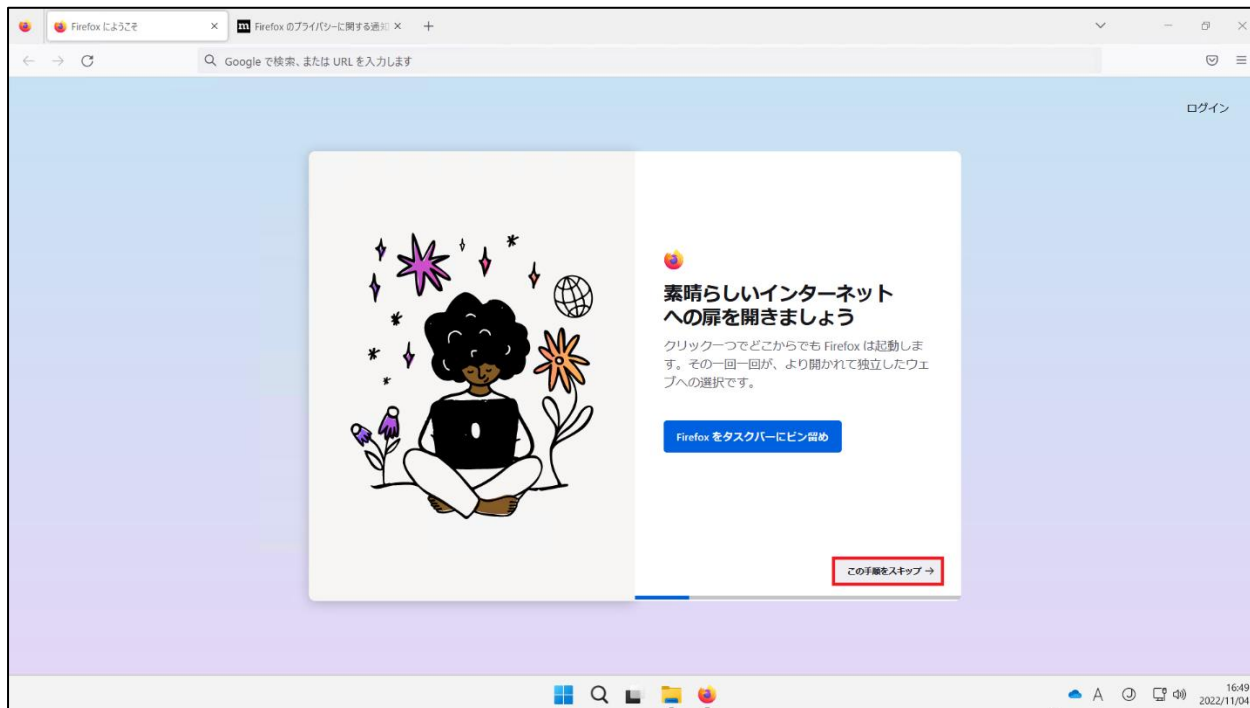 Firefox にようこそ
Firefox のプライバシーに関する通知
Google で検索、または URL を入力します
ログイン
素晴らしいインターネット
への扉を開きましょう
クリック一つでどこからでも Firefox は起動しま
す。その一回一回が、より開かれて独立したウェ
ブへの選択です。
Firefox をタスクバーにピン留め
この手順をスキップ →
A
16:49
2022/11/04